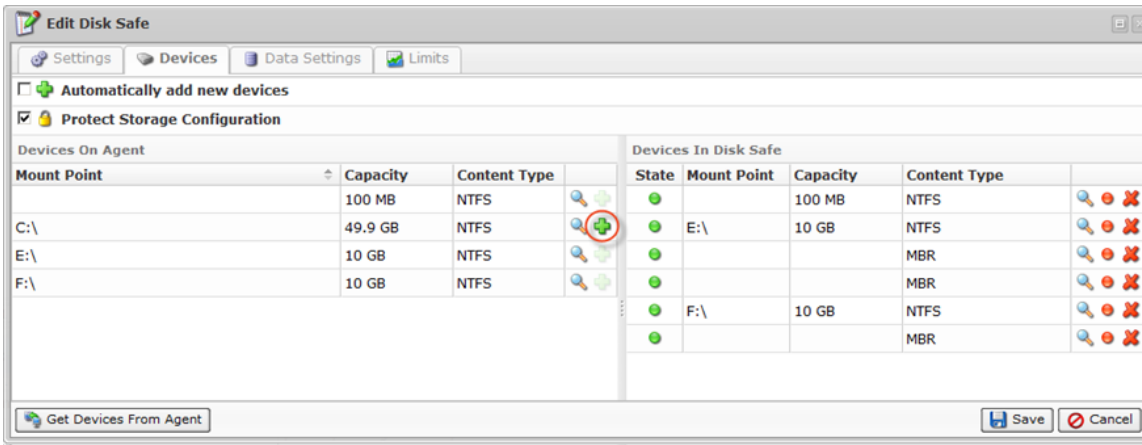 Edit Disk Safe
Settings Devices Data Settings Limits
Automatically add new devices
Protect Storage Configuration
Devices On Agent Devices In Disk Safe
Mount Point Capacity Content Type State Mount Point Capacity Content Type
100 MB NTFS 100 MB NTFS
C:\ 49.9 GB NTFS E:\ 10 GB NTFS
E:\ 10 GB NTFS MBR
F:\ 10 GB NTFS MBR
F:\ 10 GB NTFS
MBR
Get Devices From Agent Save Cancel